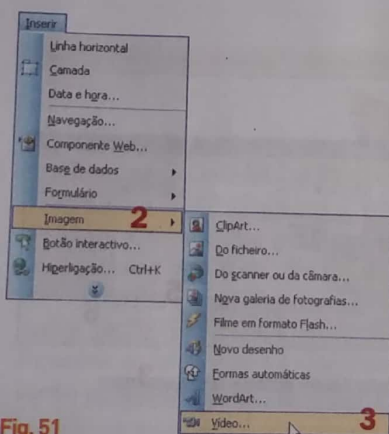 Inserir
Linha horizontal
Camada
Data e hora...
Navegação...
Componente Web...
Base de dados
Formulário
Imagem 2
Botão interactivo...
Hiperligação... Ctrl+K
ClipArt...
Do ficheiro...
Do scanner ou da câmara...
Nova galeria de fotografias...
Filme em formato Flash...
Novo desenho
Formas automáticas
WordArt...
Vídeo... 3
Fig. 51